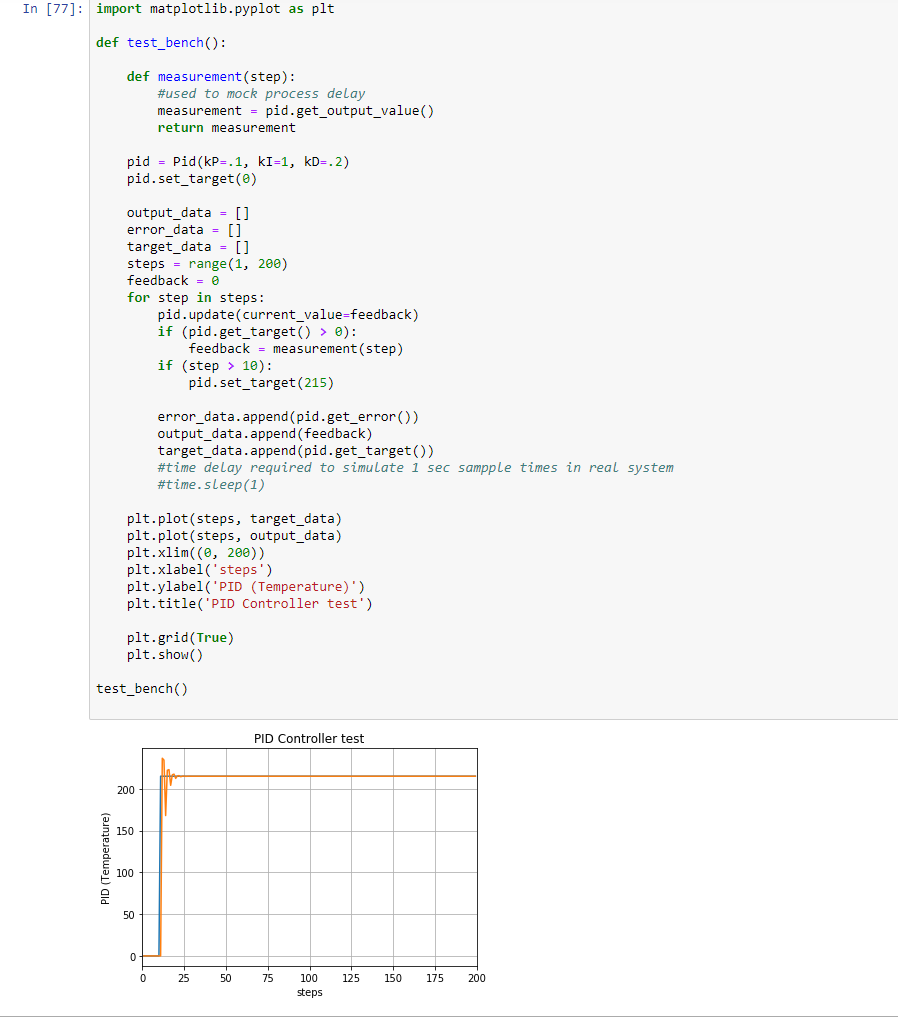 In [77]: import matplotlib.pyplot as plt
def test_bench():
def measurement(step):
#used to mock process delay
measurement = pid.get_output_value()
return measurement
pid = Pid(kP=.1, kI=1, kD=.2)
pid.set_target(0)
output_data = []
error_data = []
target_data = []
steps = range(1, 200)
feedback = 0
for step in steps:
pid.update(current_value=feedback)
if (pid.get_target() > 0):
feedback = measurement(step)
if (step > 10):
pid.set_target(215)
error_data.append(pid.get_error())
output_data.append(feedback)
target_data.append(pid.get_target())
#time delay required to simulate 1 sec sampple times in real system
#time.sleep(1)
plt.plot(steps, target_data)
plt.plot(steps, output_data)
plt.xlim((0, 200))
plt.xlabel('steps')
plt.ylabel('PID (Temperature)')
plt.title('PID Controller test')
plt.grid(True)
plt.show()
test_bench()
PID Controller test
PID (Temperature)
200
150
100
50
0
0 25 50 75 100 125 150 175 200
steps